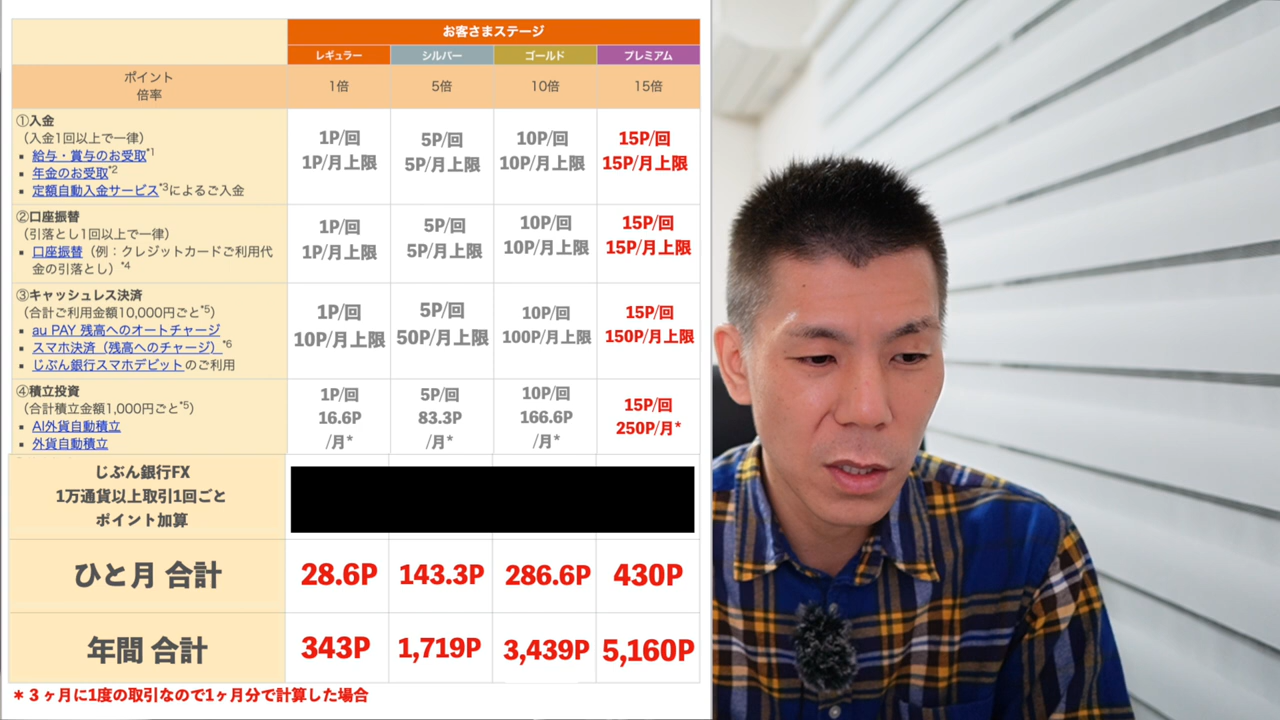 お客さまステージ
レギュラー シルバー ゴールド プレミアム
ポイント
倍率
1倍 5倍 10倍 15倍
①入金
（入金1回以上で一律）
▪ 給与・賞与のお受取*1
▪ 年金のお受取*2
▪ 定額自動入金サービス*3によるご入金
1P/回 5P/回 10P/回 15P/回
1P/月上限 5P/月上限 10P/月上限 15P/月上限
②口座振替
（引落とし1回以上で一律）
▪ 口座振替（例：クレジットカードご利用代
金の引落とし）*4
1P/回 5P/回 10P/回 15P/回
1P/月上限 5P/月上限 10P/月上限 15P/月上限
③キャッシュレス決済
（合計ご利用金額10,000円ごと*5）
▪ au PAY 残高へのオートチャージ
▪ スマホ決済（残高へのチャージ）*6
▪ じぶん銀行スマホデビットのご利用
1P/回 5P/回 10P/回 15P/回
10P/月上限 50P/月上限 100P/月上限 150P/月上限
④積立投資
（合計積立金額1,000円ごと*5）
▪ AI外貨自動積立
▪ 外貨自動積立
1P/回 5P/回 10P/回 15P/回
16.6P 83.3P 166.6P 250P/月*
/月* /月* /月*
じぶん銀行FX
1万通貨以上取引1回ごと
ポイント加算
ひと月 合計
28.6P 143.3P 286.6P 430P
年間 合計
343P 1,719P 3,439P 5,160P
＊３ヶ月に1度の取引なので1ヶ月分で計算した場合